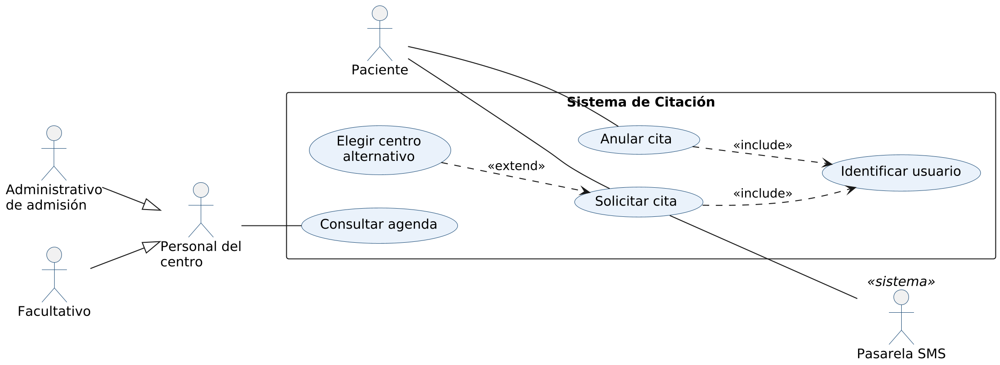 Paciente
Sistema de Citación
Elegir centro
alternativo
Anular cita
«include»
Identificar usuario
«extend»
Administrativo
de admisión
Solicitar cita
«include»
Consultar agenda
Personal del
centro
Facultativo
«sistema»
Pasarela SMS